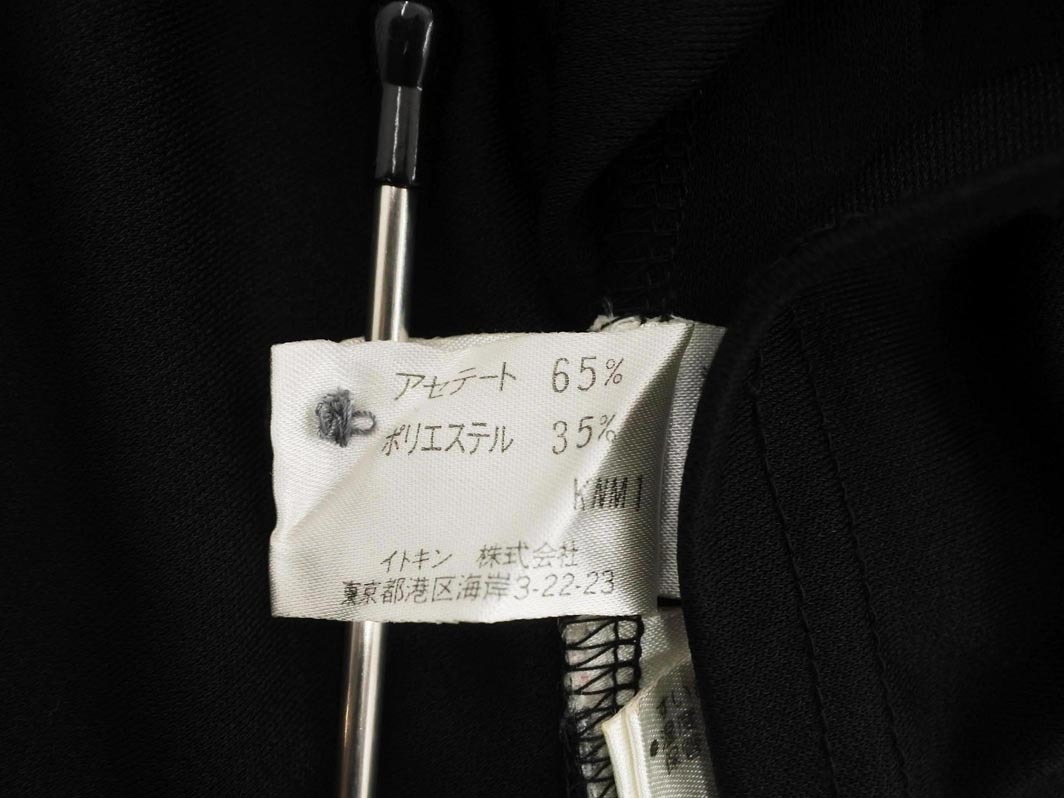 アセテート 65%
ポリエステル 35%
KNM1
イトキン 株式会社
東京都港区海岸3-22-23